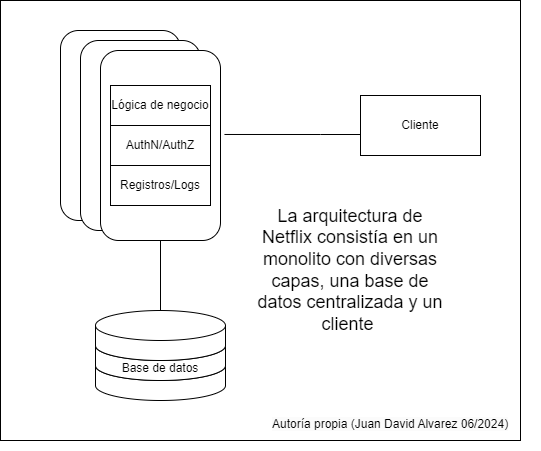 Lógica de negocio
AuthN/AuthZ
Registros/Logs
Cliente
La arquitectura de
Netflix consistía en un
monolito con diversas
capas, una base de
datos centralizada y un
cliente
Base de datos
Autoría propia (Juan David Alvarez 06/2024)